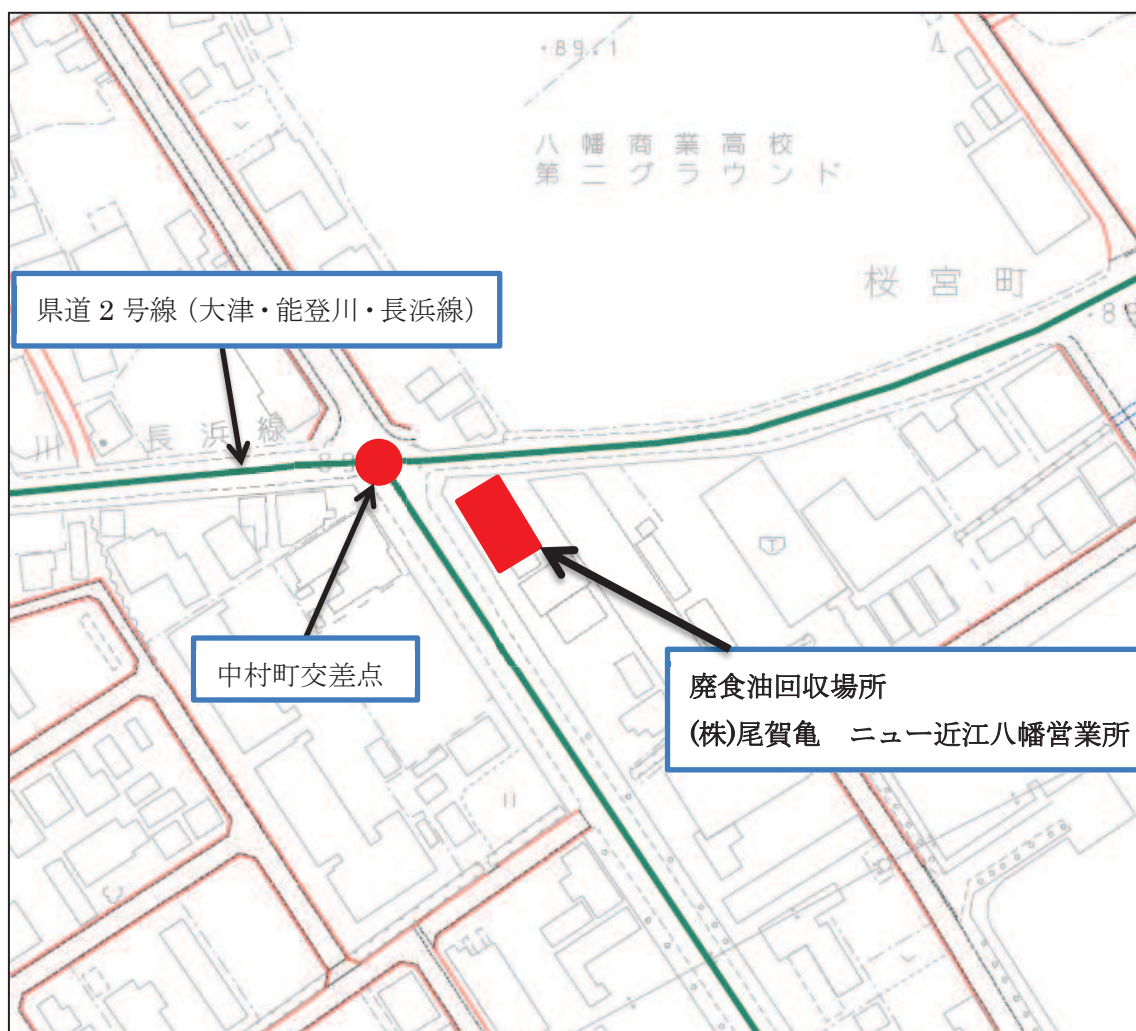 ・89.1
八幡商業高校
第二グラウンド
桜宮町
県道2号線(大津・能登川・長浜線)
川 長浜線
中村町交差点
廃食油回収場所
(株)尾賀亀　ニュー近江八幡営業所